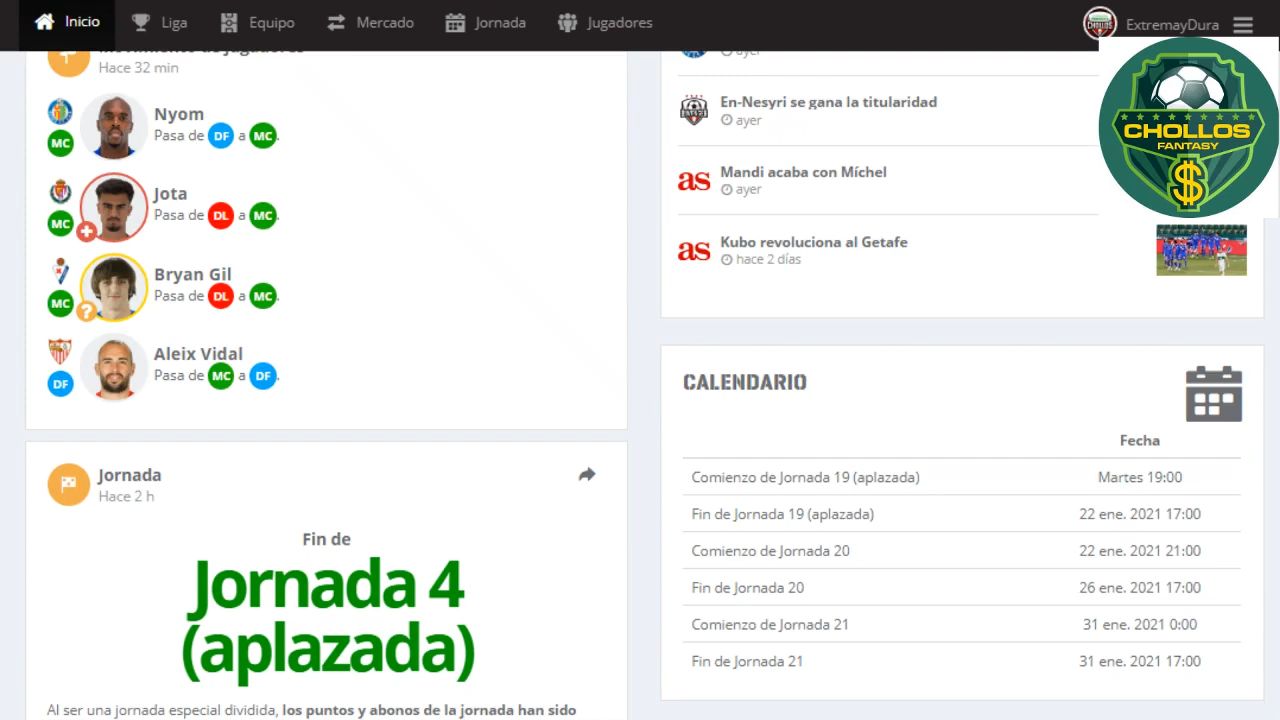 Inicio Liga Equipo Mercado Jornada Jugadores ExtremayDura
Movimiento de jugadores
Hace 32 min
MC
Nyom
Pasa de DF a MC.
MC
Jota
Pasa de DL a MC.
MC
Bryan Gil
Pasa de DL a MC.
DF
Aleix Vidal
Pasa de MC a DF.
Jornada
Hace 2 h
Fin de
Jornada 4
(aplazada)
Al ser una jornada especial dividida, los puntos y abonos de la jornada han sido
ayer
En-Nesyri se gana la titularidad
ayer
as
Mandi acaba con Míchel
ayer
as
Kubo revoluciona al Getafe
hace 2 días
CHOLLOS
FANTASY
$
CALENDARIO
Fecha
Comienzo de Jornada 19 (aplazada) Martes 19:00
Fin de Jornada 19 (aplazada) 22 ene. 2021 17:00
Comienzo de Jornada 20 22 ene. 2021 21:00
Fin de Jornada 20 26 ene. 2021 17:00
Comienzo de Jornada 21 31 ene. 2021 0:00
Fin de Jornada 21 31 ene. 2021 17:00